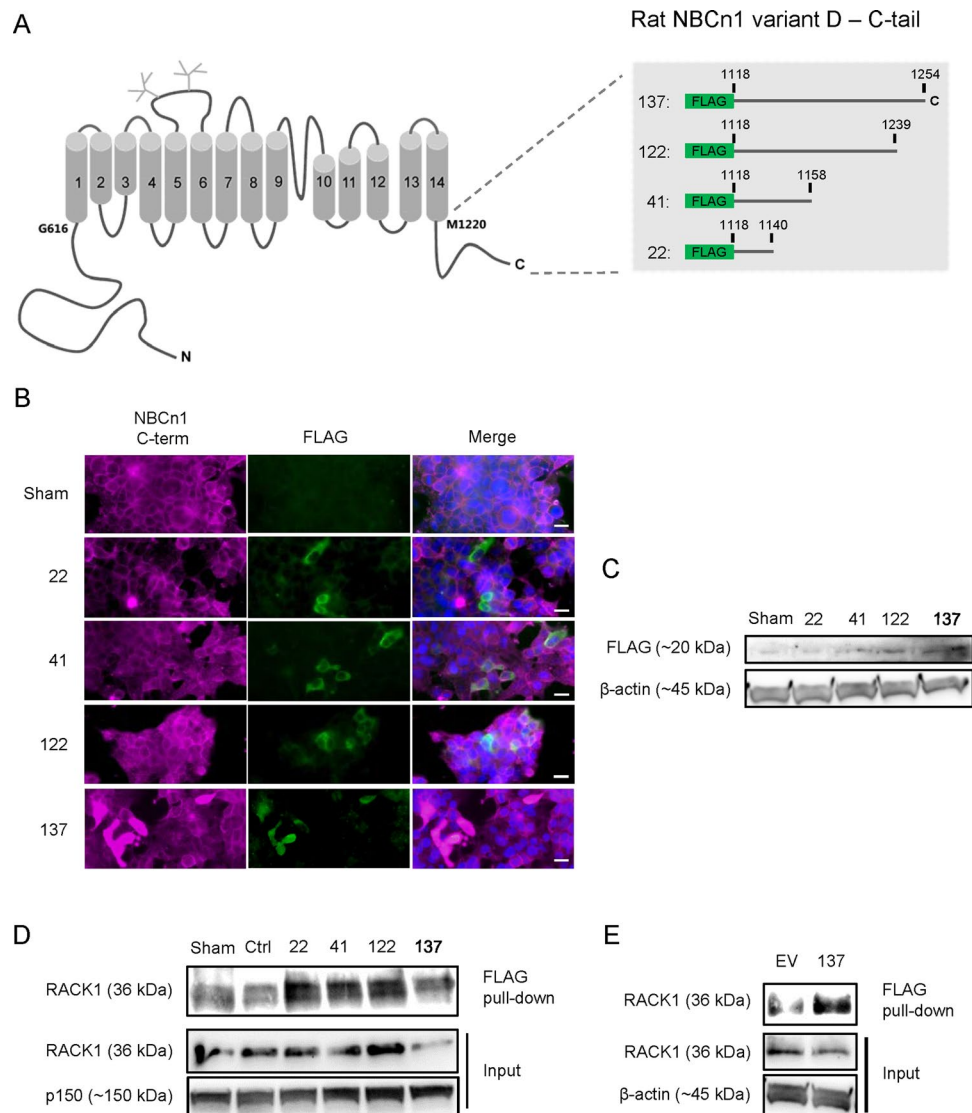 A
Rat NBCn1 variant D – C-tail
1 2 3 4 5 6 7 8 9 10 11 12 13 14
G616
M1220
C
N
1118 1254
137: FLAG C
1118 1239
122: FLAG
1118 1158
41: FLAG
1118 1140
22: FLAG
B
NBCn1
C-term
FLAG
Merge
Sham
22
41
122
137
C
Sham 22 41 122 137
FLAG (~20 kDa)
β-actin (~45 kDa)
D
Sham Ctrl 22 41 122 137
RACK1 (36 kDa)
FLAG
pull-down
RACK1 (36 kDa)
Input
p150 (~150 kDa)
E
EV 137
RACK1 (36 kDa)
FLAG
pull-down
RACK1 (36 kDa)
Input
β-actin (~45 kDa)